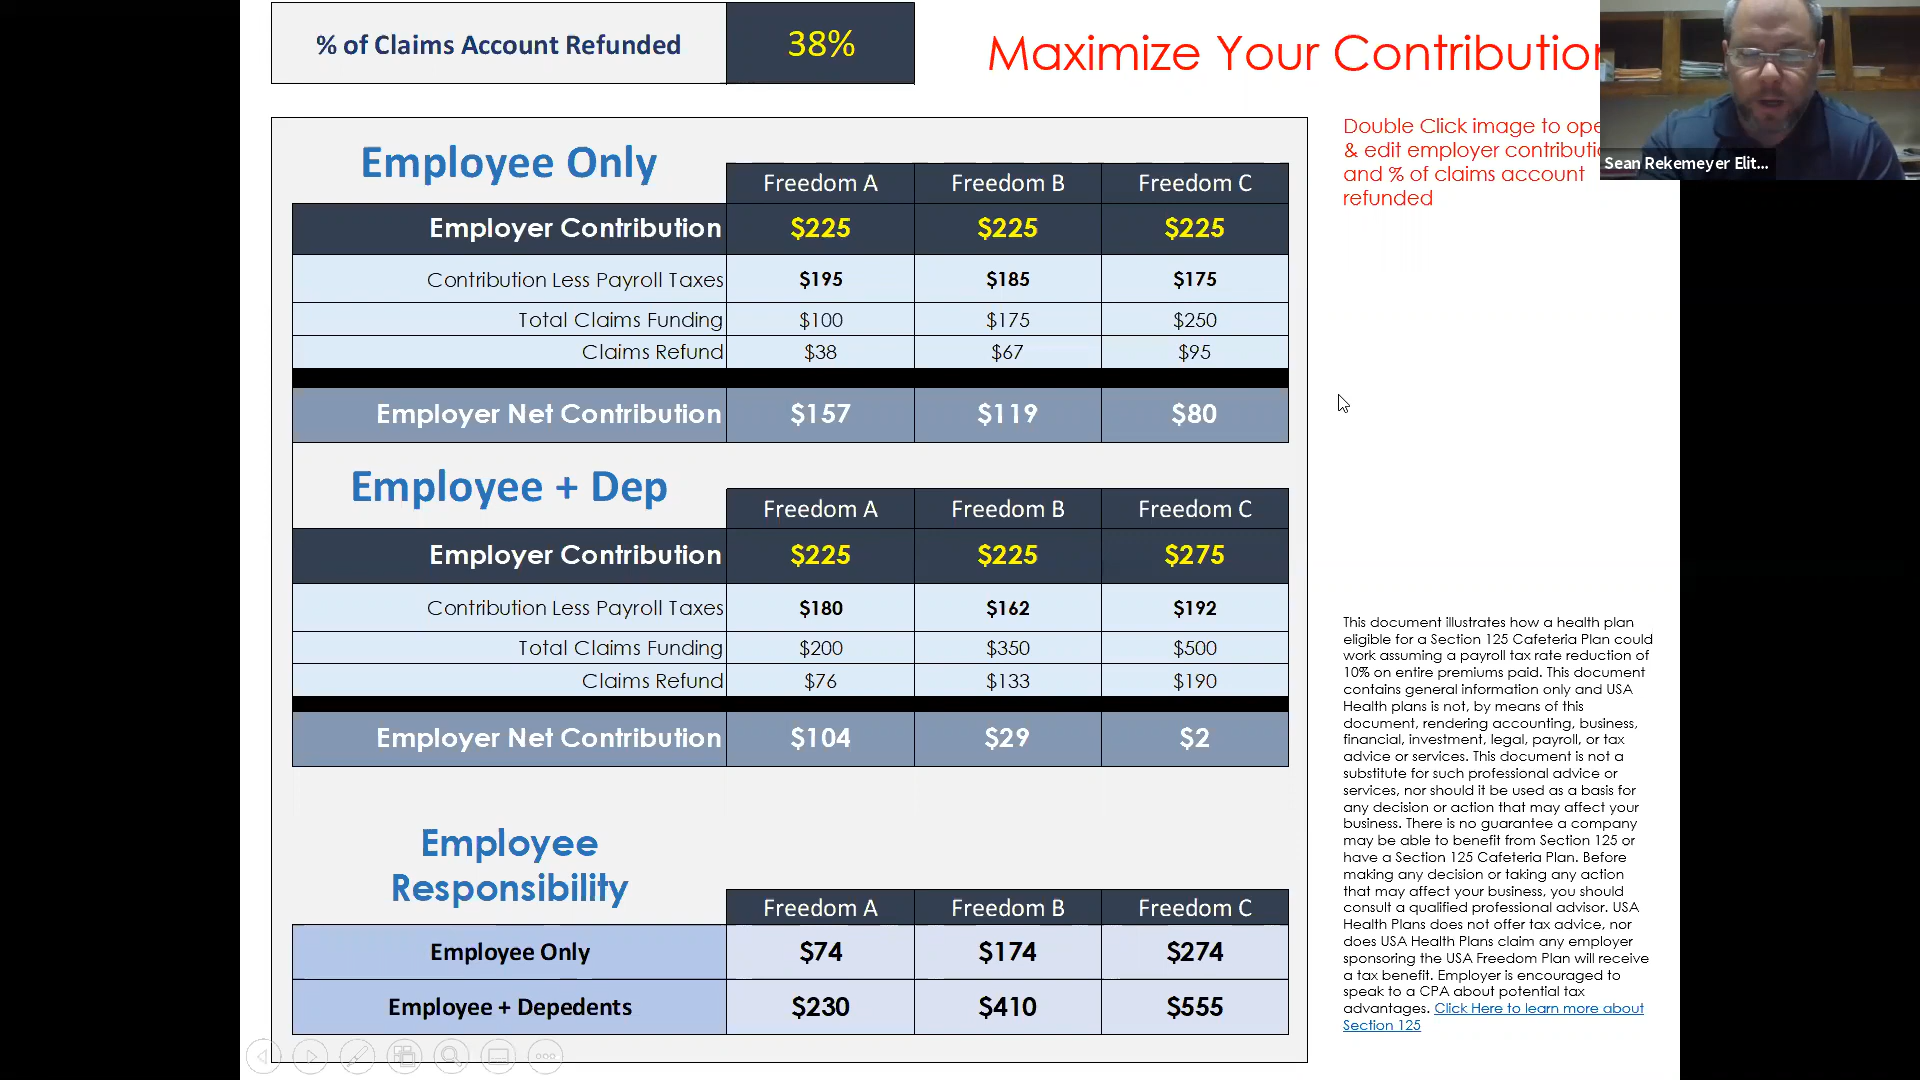 % of Claims Account Refunded 38%
Maximize Your Contribution
Double Click image to ope
& edit employer contributi
and % of claims account
refunded
Sean Rekemeyer Elit...
Employee Only
Freedom A Freedom B Freedom C
Employer Contribution $225 $225 $225
Contribution Less Payroll Taxes $195 $185 $175
Total Claims Funding $100 $175 $250
Claims Refund $38 $67 $95
Employer Net Contribution $157 $119 $80
Employee + Dep
Freedom A Freedom B Freedom C
Employer Contribution $225 $225 $275
Contribution Less Payroll Taxes $180 $162 $192
Total Claims Funding $200 $350 $500
Claims Refund $76 $133 $190
Employer Net Contribution $104 $29 $2
Employee
Responsibility
Freedom A Freedom B Freedom C
Employee Only $74 $174 $274
Employee + Depedents $230 $410 $555
This document illustrates how a health plan
eligible for a Section 125 Cafeteria Plan could
work assuming a payroll tax rate reduction of
10% on entire premiums paid. This document
contains general information only and USA
Health plans is not, by means of this
document, rendering accounting, business,
financial, investment, legal, payroll, or tax
advice or services. This document is not a
substitute for such professional advice or
services, nor should it be used as a basis for
any decision or action that may affect your
business. There is no guarantee a company
may be able to benefit from Section 125 or
have a Section 125 Cafeteria Plan. Before
making any decision or taking any action
that may affect your business, you should
consult a qualified professional advisor. USA
Health Plans does not offer tax advice, nor
does USA Health Plans claim any employer
sponsoring the USA Freedom Plan will receive
a tax benefit. Employer is encouraged to
speak to a CPA about potential tax
advantages. Click Here to learn more about
Section 125